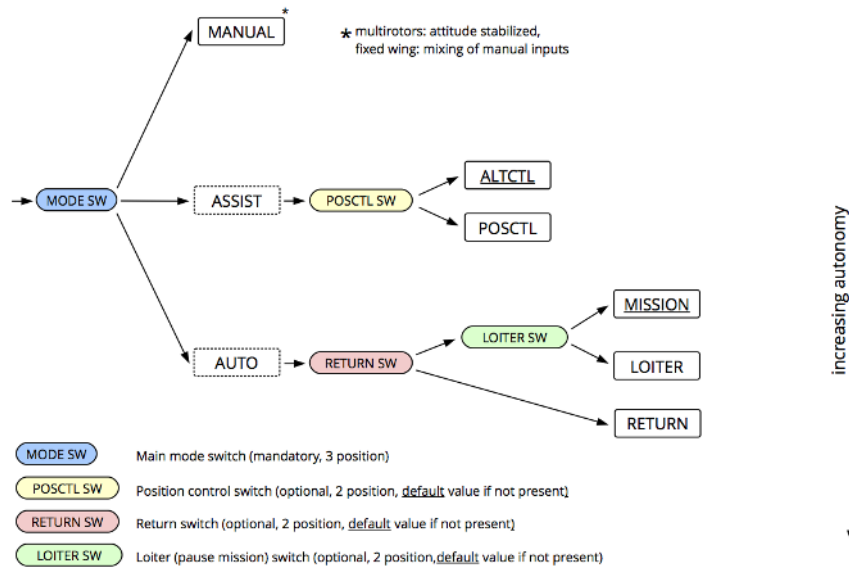 MANUAL *
* multirotors: attitude stabilized,
fixed wing: mixing of manual inputs
ALTCTL
MODE SW
ASSIST
POSCTL SW
POSCTL
increasing autonomy
MISSION
LOITER SW
AUTO
RETURN SW
LOITER
RETURN
MODE SW Main mode switch (mandatory, 3 position)
POSCTL SW Position control switch (optional, 2 position, default value if not present)
RETURN SW Return switch (optional, 2 position, default value if not present)
LOITER SW Loiter (pause mission) switch (optional, 2 position,default value if not present)